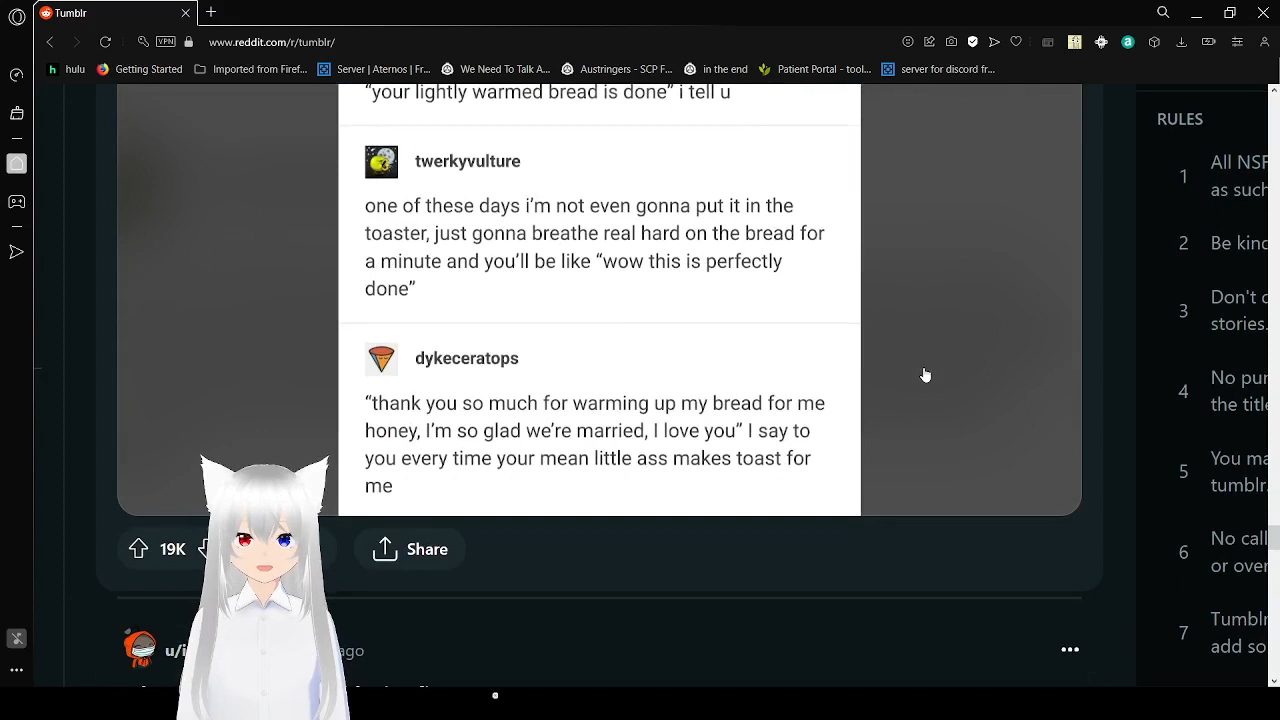 Tumblr
VPN
www.reddit.com/r/tumblr/
a
h hulu
Getting Started
Imported from Firef...
Server | Aternos | Fr...
We Need To Talk A...
Austringers - SCP F...
in the end
Patient Portal - tool...
server for discord fr...
“your lightly warmed bread is done” i tell u
twerkyvulture
one of these days i’m not even gonna put it in the
toaster, just gonna breathe real hard on the bread for
a minute and you’ll be like “wow this is perfectly
done”
dykeceratops
“thank you so much for warming up my bread for me
honey, I’m so glad we’re married, I love you” I say to
you every time your mean little ass makes toast for
me
19K
Share
u/i
ago
RULES
1 All NSF
as such
2 Be kind
3 Don't c
stories.
4 No pur
the title
5 You ma
tumblr.
6 No call
or over
7 Tumblr
add so